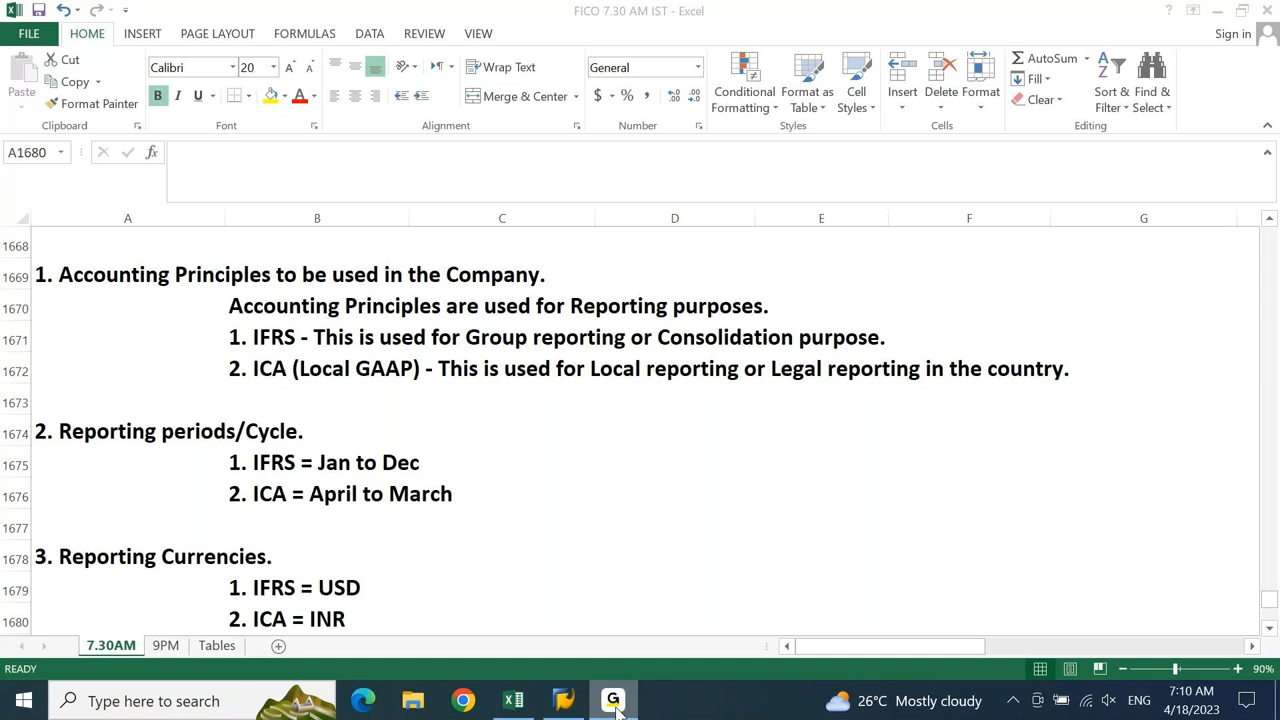 FICO 7.30 AM IST - Excel
?
FILE HOME INSERT PAGE LAYOUT FORMULAS DATA REVIEW VIEW Sign in
Paste Cut Copy Format Painter Clipboard
Calibri 20 B I U A Font
Wrap Text Merge & Center Alignment
General $ % , Number
Conditional Formatting Format as Table Cell Styles Styles
Insert Delete Format Cells
AutoSum Fill Clear Sort & Filter Find & Select Editing
A1680 fx
A B C D E F G
1668
1669 1. Accounting Principles to be used in the Company.
1670 Accounting Principles are used for Reporting purposes.
1671 1. IFRS - This is used for Group reporting or Consolidation purpose.
1672 2. ICA (Local GAAP) - This is used for Local reporting or Legal reporting in the country.
1673
1674 2. Reporting periods/Cycle.
1675 1. IFRS = Jan to Dec
1676 2. ICA = April to March
1677
1678 3. Reporting Currencies.
1679 1. IFRS = USD
1680 2. ICA = INR
7.30AM 9PM Tables
READY 90%
Type here to search G 26°C Mostly cloudy ENG 7:10 AM
4/18/2023